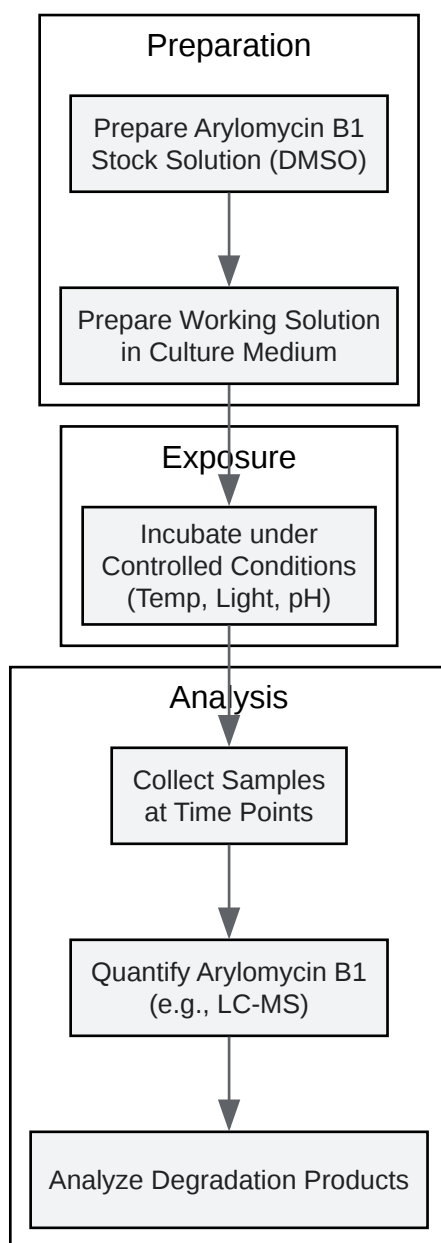 Preparation
Prepare Arylomycin B1
Stock Solution (DMSO)
Prepare Working Solution
in Culture Medium
Exposure
Incubate under
Controlled Conditions
(Temp, Light, pH)
Analysis
Collect Samples
at Time Points
Quantify Arylomycin B1
(e.g., LC-MS)
Analyze Degradation Products